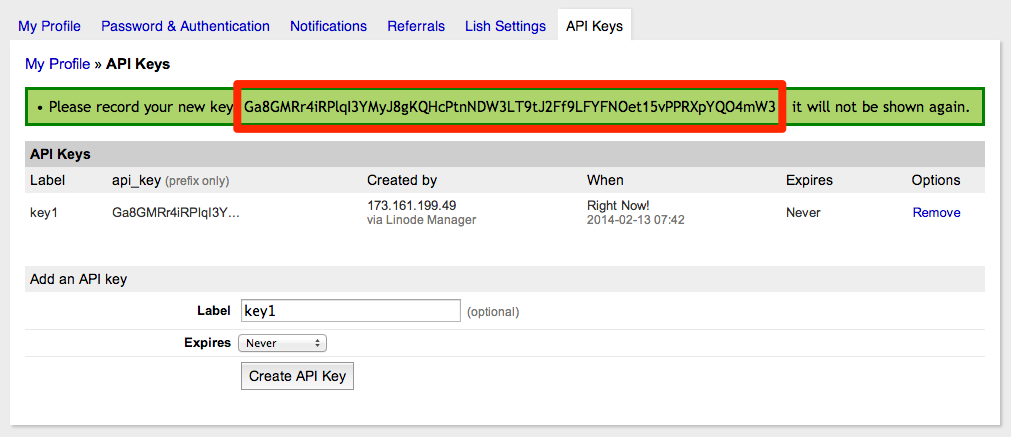 My Profile Password & Authentication Notifications Referrals Lish Settings API Keys
My Profile » API Keys
• Please record your new key Ga8GMRr4iRPlqI3YMyJ8gKQHcPtnNDW3LT9tJ2Ff9LFYFNOet15vPPRXpYQO4mW3 it will not be shown again.
API Keys
Label api_key (prefix only) Created by When Expires Options
key1 Ga8GMRr4iRPlqI3Y... 173.161.199.49 Right Now! Never Remove
via Linode Manager 2014-02-13 07:42
Add an API key
Label key1 (optional)
Expires Never
Create API Key